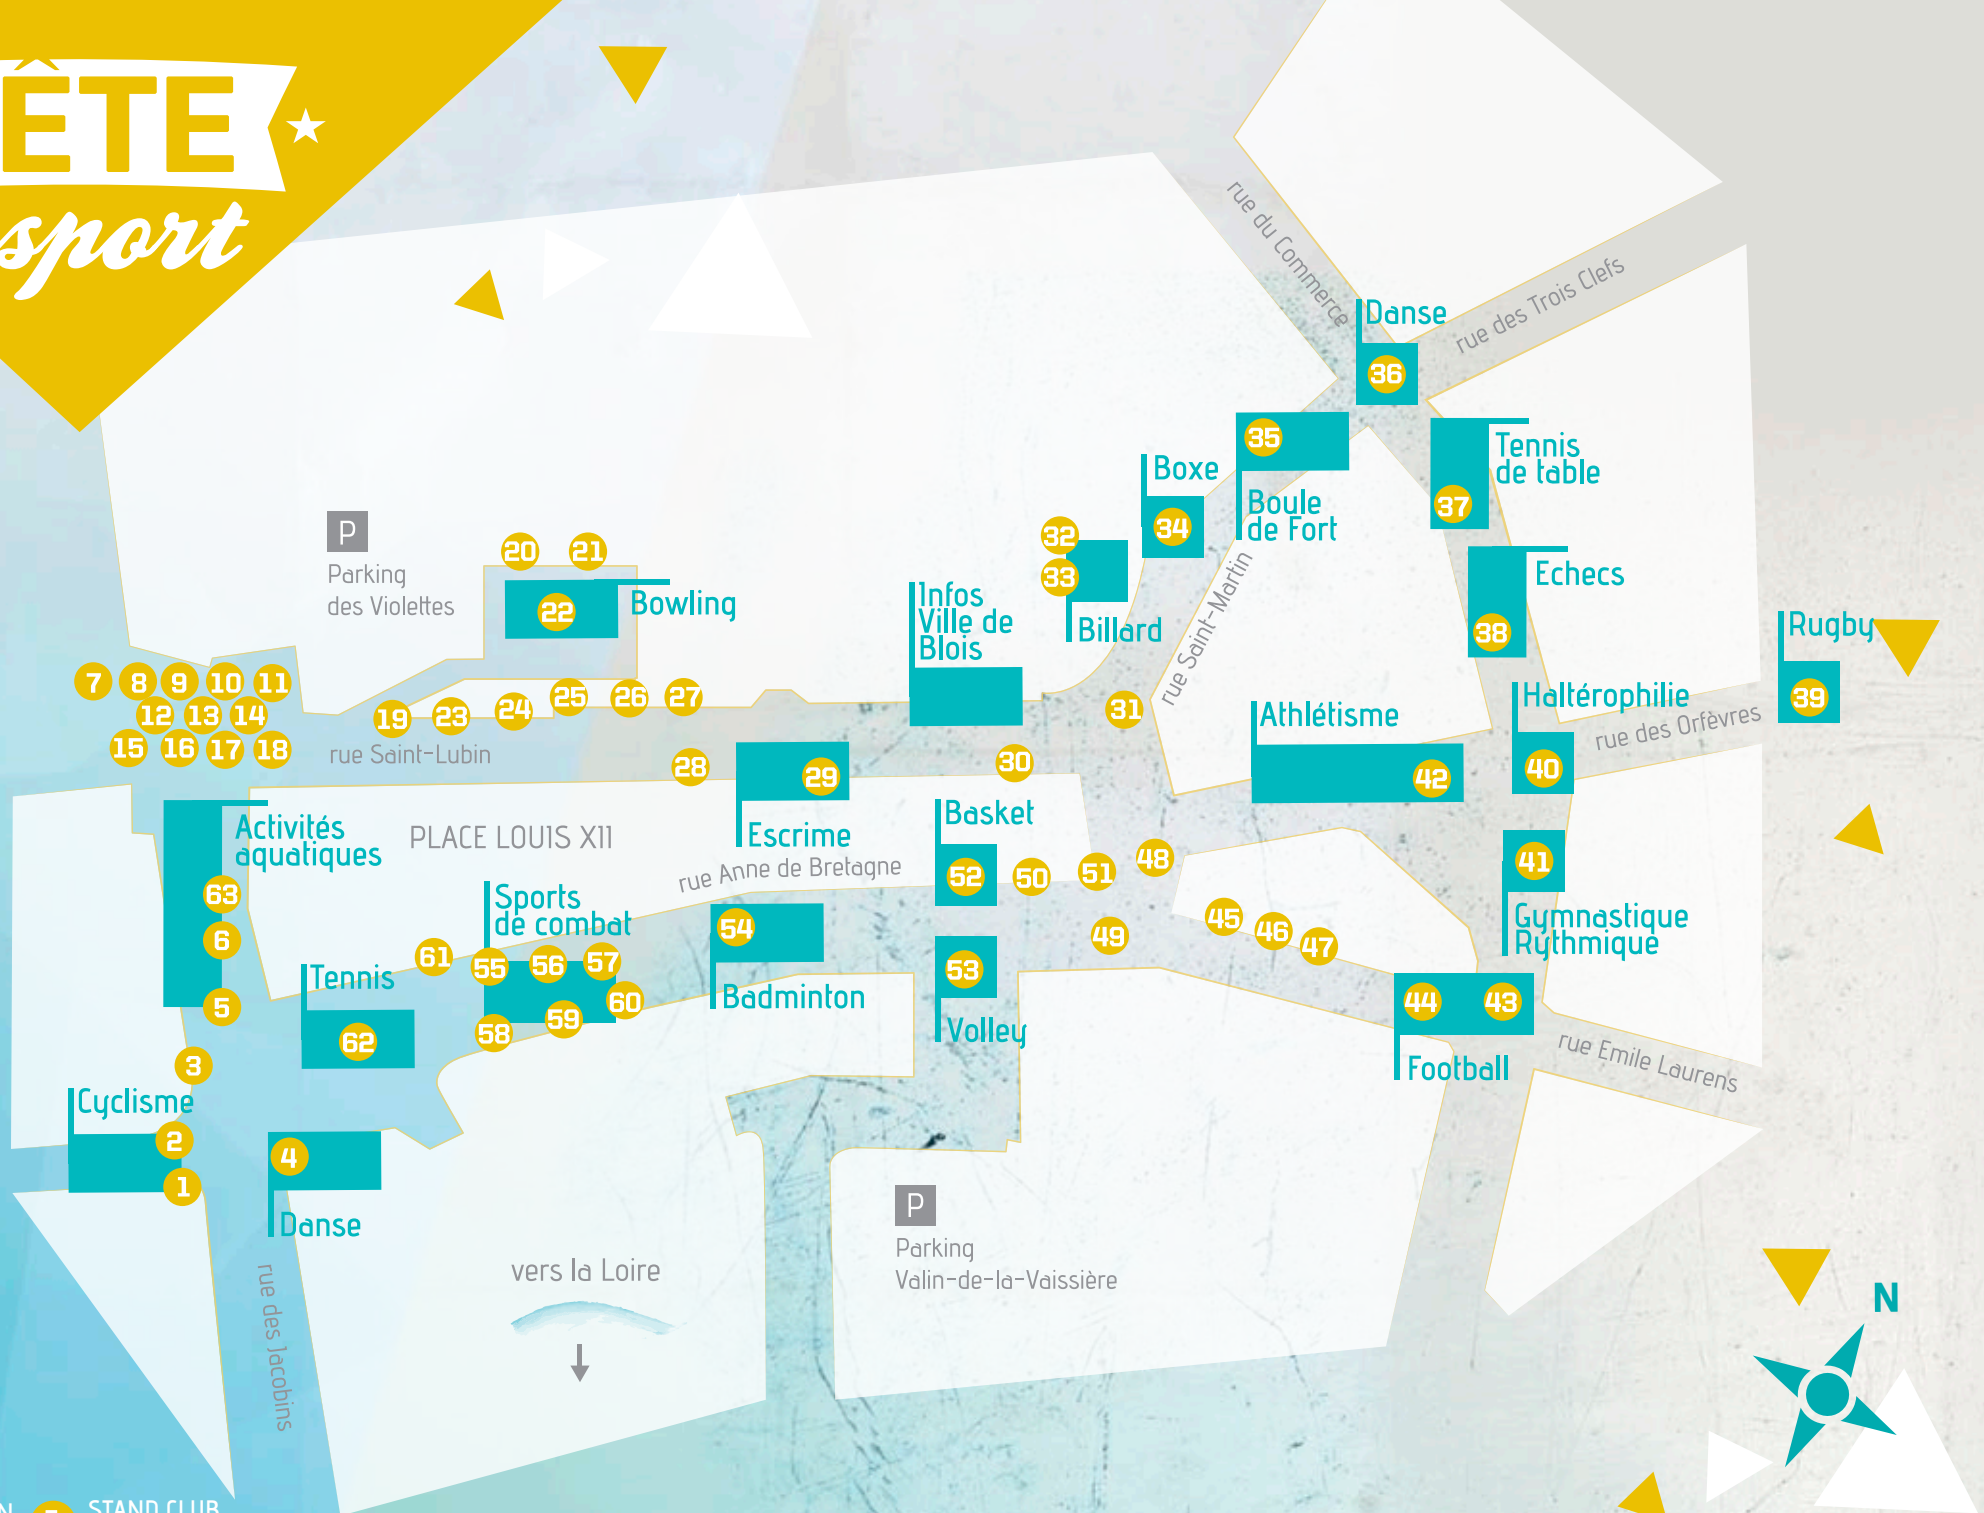 ÊTE
sport
rue du Commerce
rue des Trois Clefs
Danse
36
35
Boule
de Fort
Tennis
de table
37
Boxe
34
P
Parking
des Violettes
20 21
22
Bowling
32
33
Billard
Infos
Ville de
Blois
rue Saint-Martin
Echecs
38
Rugby
39
7 8 9 10 11
12 13 14
15 16 17 18
19 23 24 25 26 27
rue Saint-Lubin
28
29
Escrime
30
31
Athlétisme
42
Haltérophilie
40
rue des Orfèvres
Activités
aquatiques
63
6
5
PLACE LOUIS XII
rue Anne de Bretagne
Basket
52 50 51 48
41
Gymnastique
Rythmique
Sports
de combat
61
55 56 57
58 59 60
54
Badminton
53
Volley
49
45 46 47
44 43
Football
rue Emile Laurens
Tennis
62
3
Cyclisme
2
1
4
Danse
rue des Jacobins
vers la Loire
P
Parking
Valin-de-la-Vaissière
N
STAND CLUB